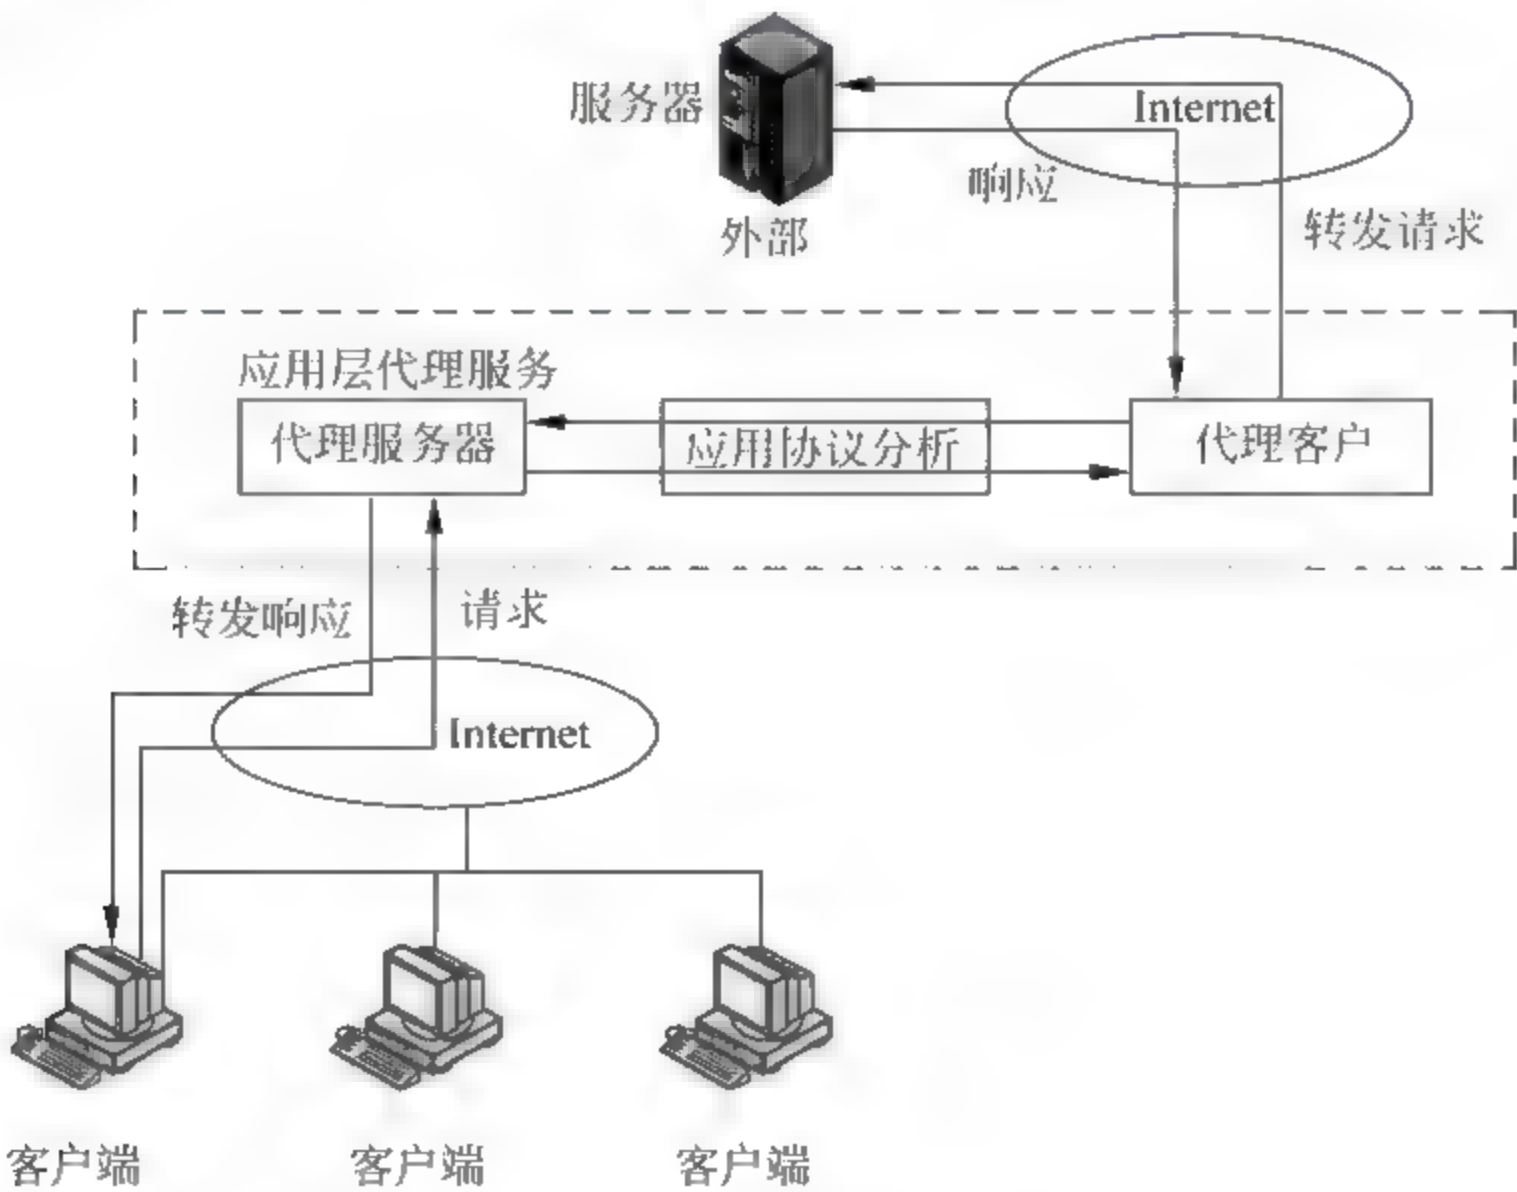 服务器
Internet
响应
外部
转发请求
应用层代理服务
代理服务器
应用协议分析
代理客户
转发响应
请求
Internet
客户端
客户端
客户端